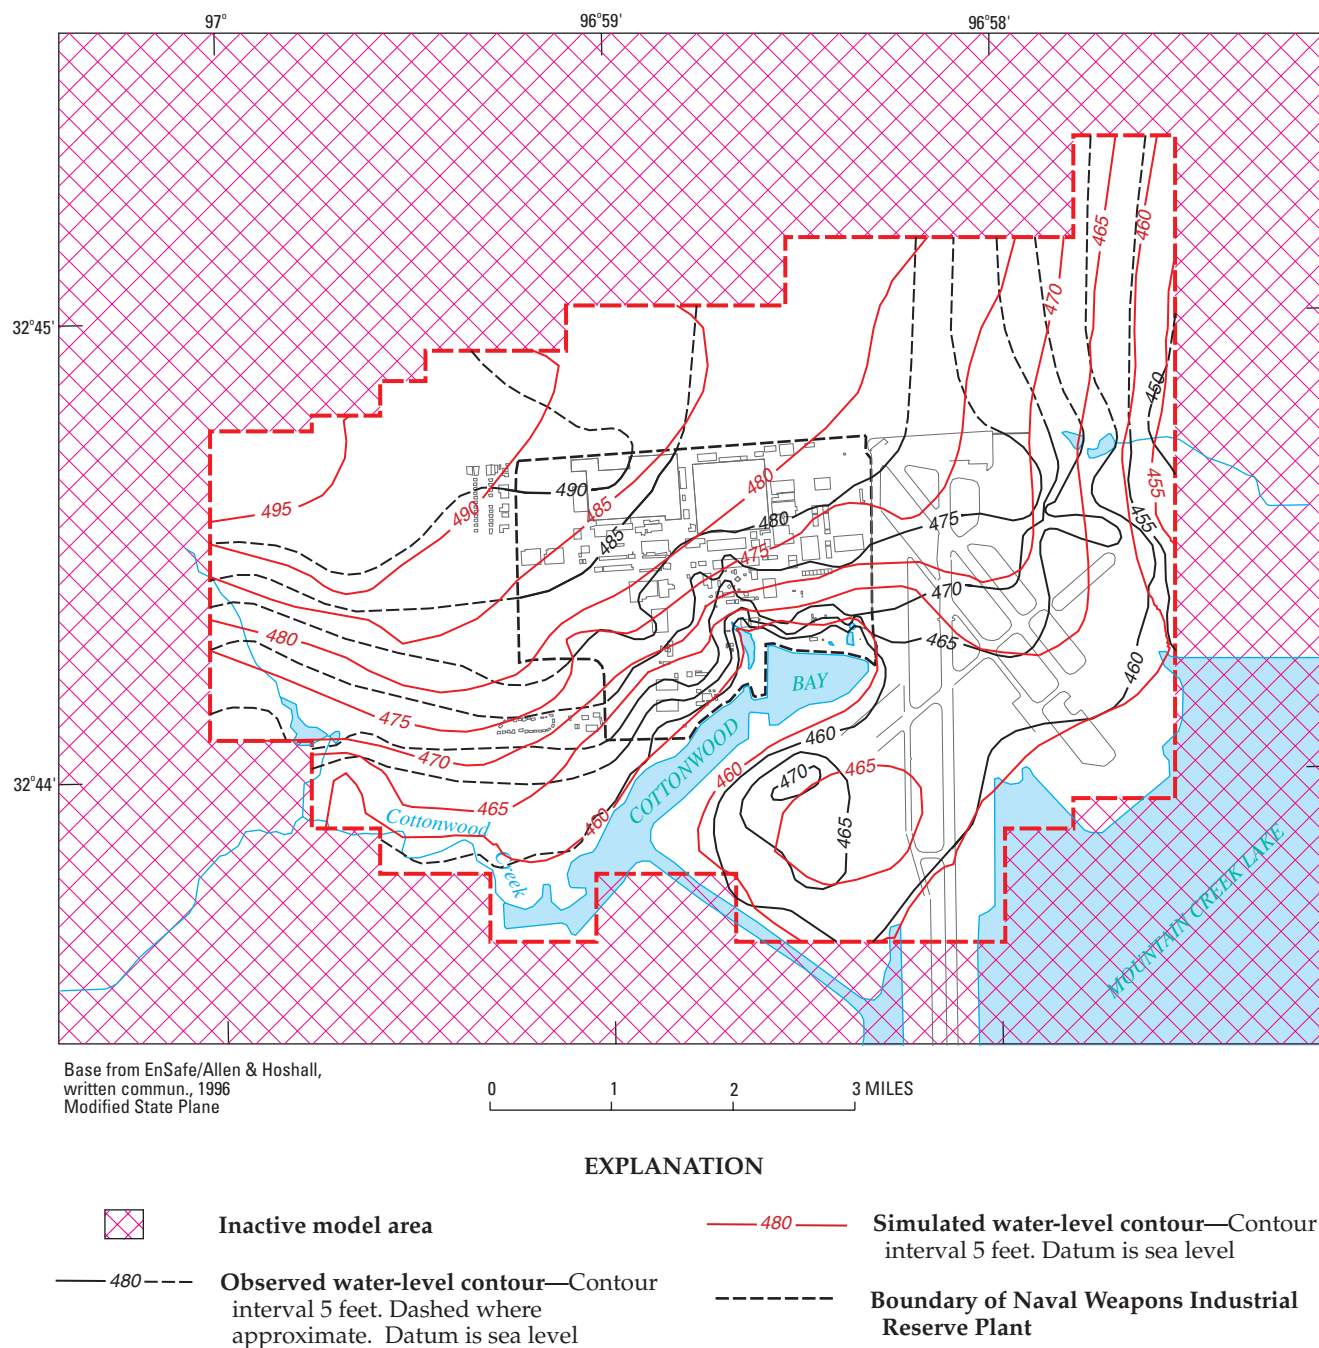 97°
96°59'
96°58'
32°45'
32°44'
465
460
470
450
455
455
495
490
490
485
485
480
480
475
475
470
465
480
475
470
465
460
460
460
460
470
465
465
BAY
COTTONWOOD
Cottonwood
Creek
MOUNTAIN CREEK LAKE
Base from EnSafe/Allen & Hoshall,
written commun., 1996
Modified State Plane
0 1 2 3 MILES
EXPLANATION
Inactive model area
480
Observed water-level contour—Contour
interval 5 feet. Dashed where
approximate. Datum is sea level
480
Simulated water-level contour—Contour
interval 5 feet. Datum is sea level
Boundary of Naval Weapons Industrial
Reserve Plant